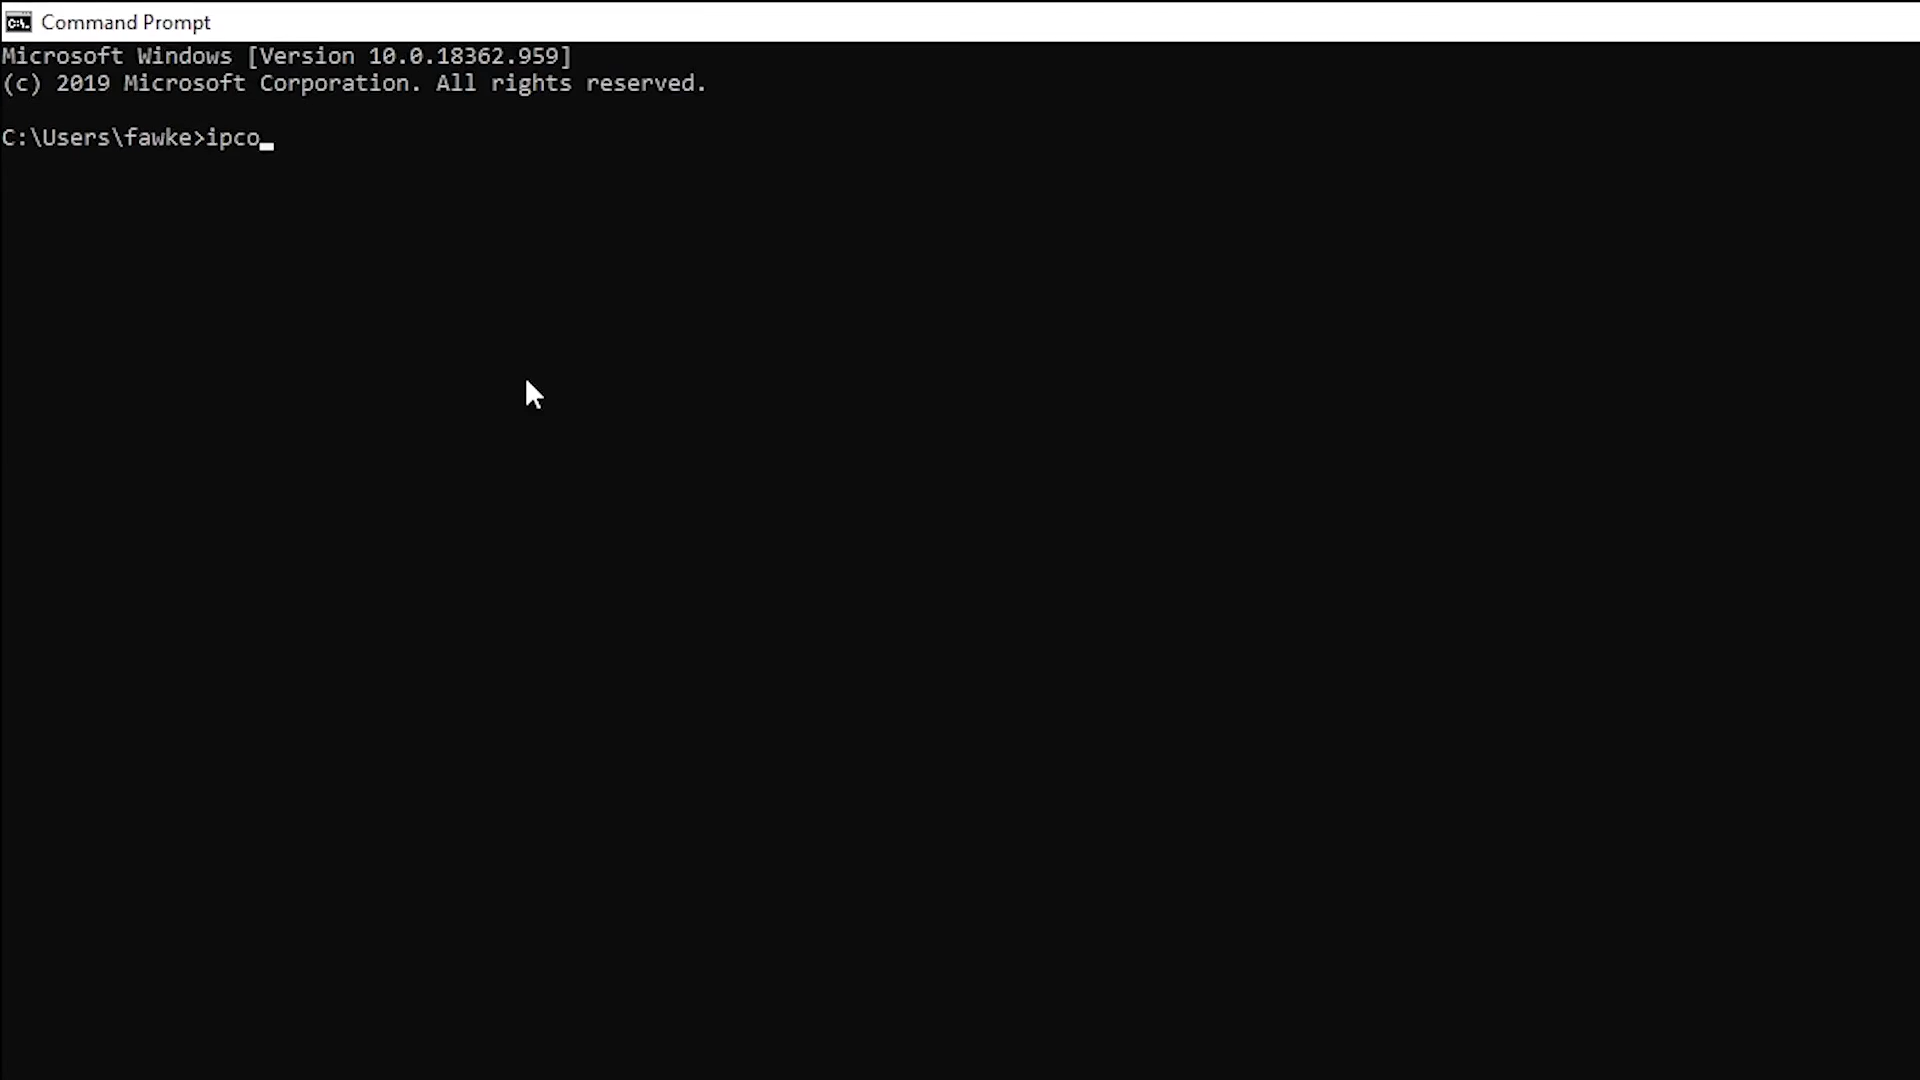 Command Prompt
Microsoft Windows [Version 10.0.18362.959]
(c) 2019 Microsoft Corporation. All rights reserved.
C:\Users\fawke>ipco